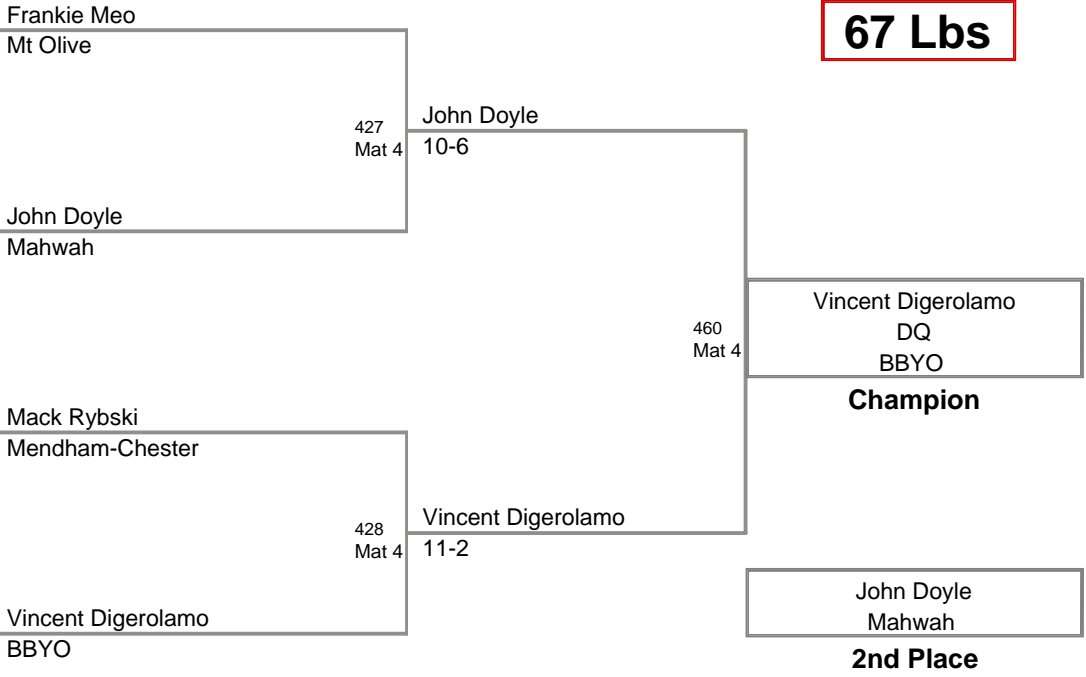 Frankie Meo
Mt Olive
67 Lbs
427
Mat 4
John Doyle
10-6
John Doyle
Mahwah
460
Mat 4
Vincent Digerolamo
DQ
BBYO
Champion
Mack Rybski
Mendham-Chester
428
Mat 4
Vincent Digerolamo
11-2
Vincent Digerolamo
BBYO
John Doyle
Mahwah
2nd Place